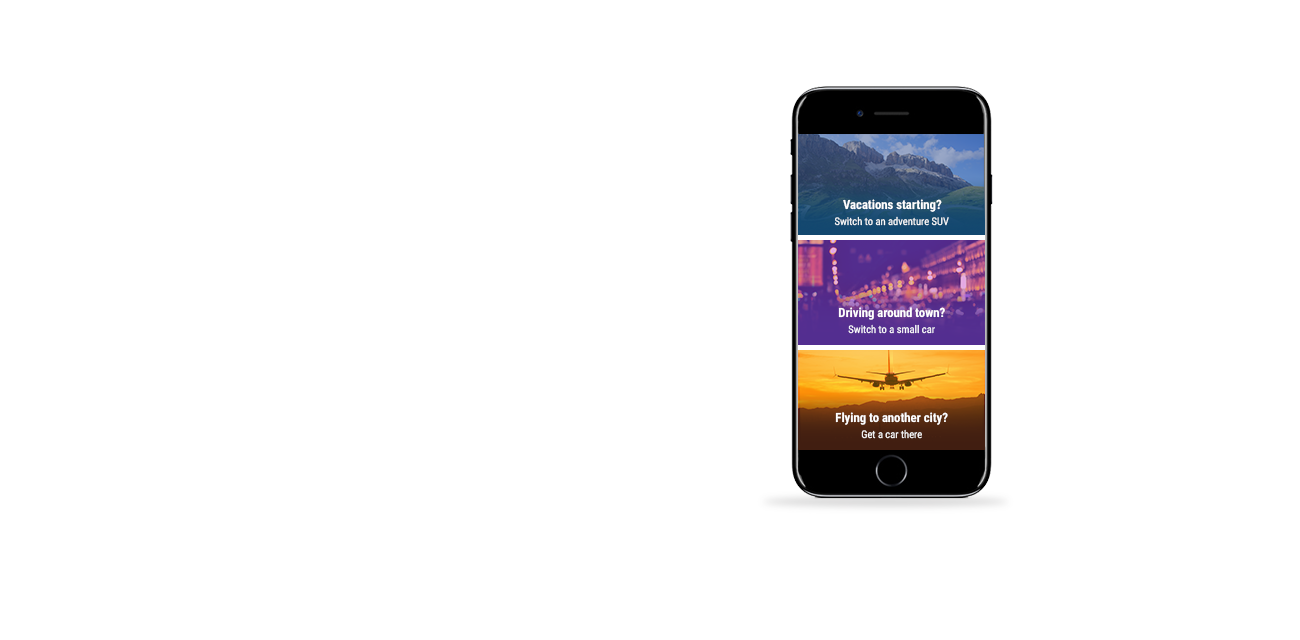 Vacations starting?
Switch to an adventure SUV
Driving around town?
Switch to a small car
Flying to another city?
Get a car there